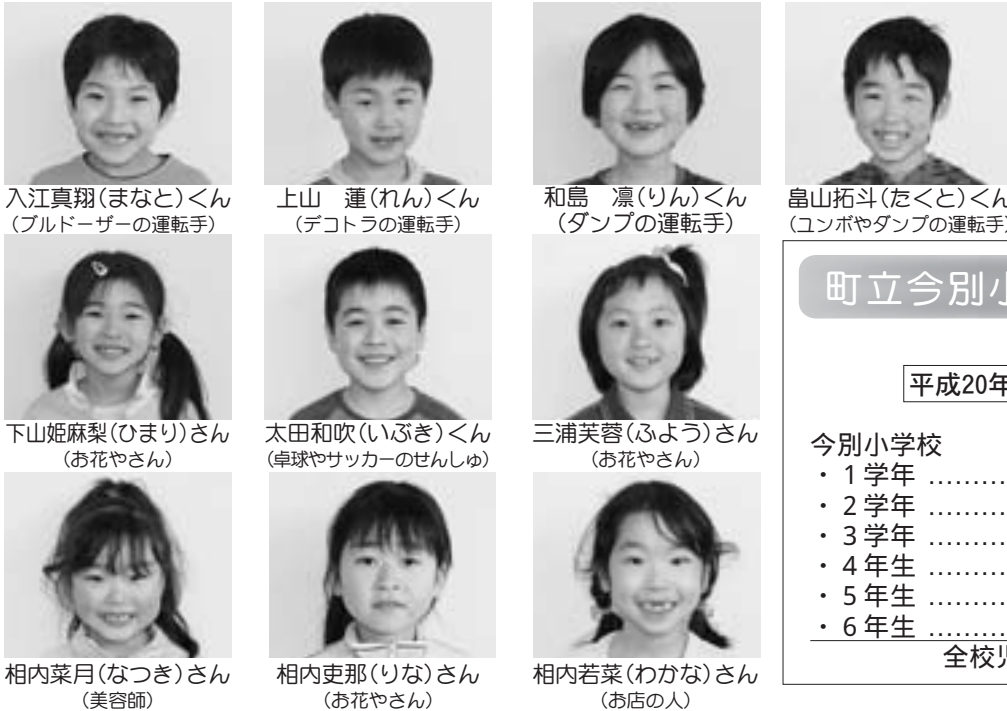 入江真翔(まなと)くん
(ブルドーザーの運転手)
上山　蓮(れん)くん
(デコトラの運転手)
和島　凛(りん)くん
(ダンプの運転手)
畠山拓斗(たくと)くん
(ユンボやダンプの運転手)
下山姫麻梨(ひまり)さん
(お花やさん)
太田和吹(いぶき)くん
(卓球やサッカーのせんしゅ)
三浦芙蓉(ふよう)さん
(お花やさん)
相内菜月(なつき)さん
(美容師)
相内吏那(りな)さん
(お花やさん)
相内若菜(わかな)さん
(お店の人)
町立今別小
平成20年
今別小学校
・1学年 ..........
・2学年 ..........
・3学年 ..........
・4年生 ..........
・5年生 ..........
・6年生 ..........
全校児